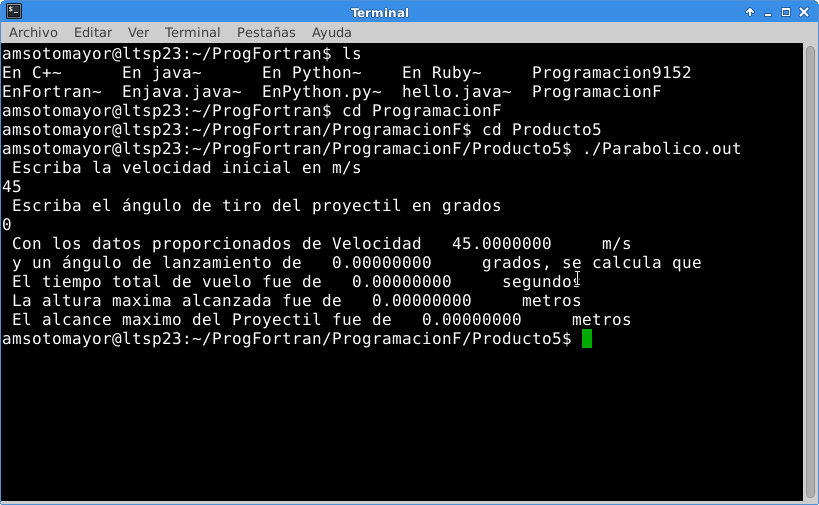 Terminal
Archivo Editar Ver Terminal Pestañas Ayuda
amsotomayor@ltsp23:~/ProgFortran$ ls
En C++~      En java~      En Python~    En Ruby~     Programacion9152
EnFortran~  Enjava.java~  EnPython.py~  hello.java~  ProgramacionF
amsotomayor@ltsp23:~/ProgFortran$ cd ProgramacionF
amsotomayor@ltsp23:~/ProgFortran/ProgramacionF$ cd Producto5
amsotomayor@ltsp23:~/ProgFortran/ProgramacionF/Producto5$ ./Parabolico.out
 Escriba la velocidad inicial en m/s
45
 Escriba el ángulo de tiro del proyectil en grados
0
 Con los datos proporcionados de Velocidad   45.0000000     m/s
 y un ángulo de lanzamiento de   0.00000000     grados, se calcula que
 El tiempo total de vuelo fue de   0.00000000     segundos
 La altura maxima alcanzada fue de   0.00000000     metros
 El alcance maximo del Proyectil fue de   0.00000000     metros
amsotomayor@ltsp23:~/ProgFortran/ProgramacionF/Producto5$